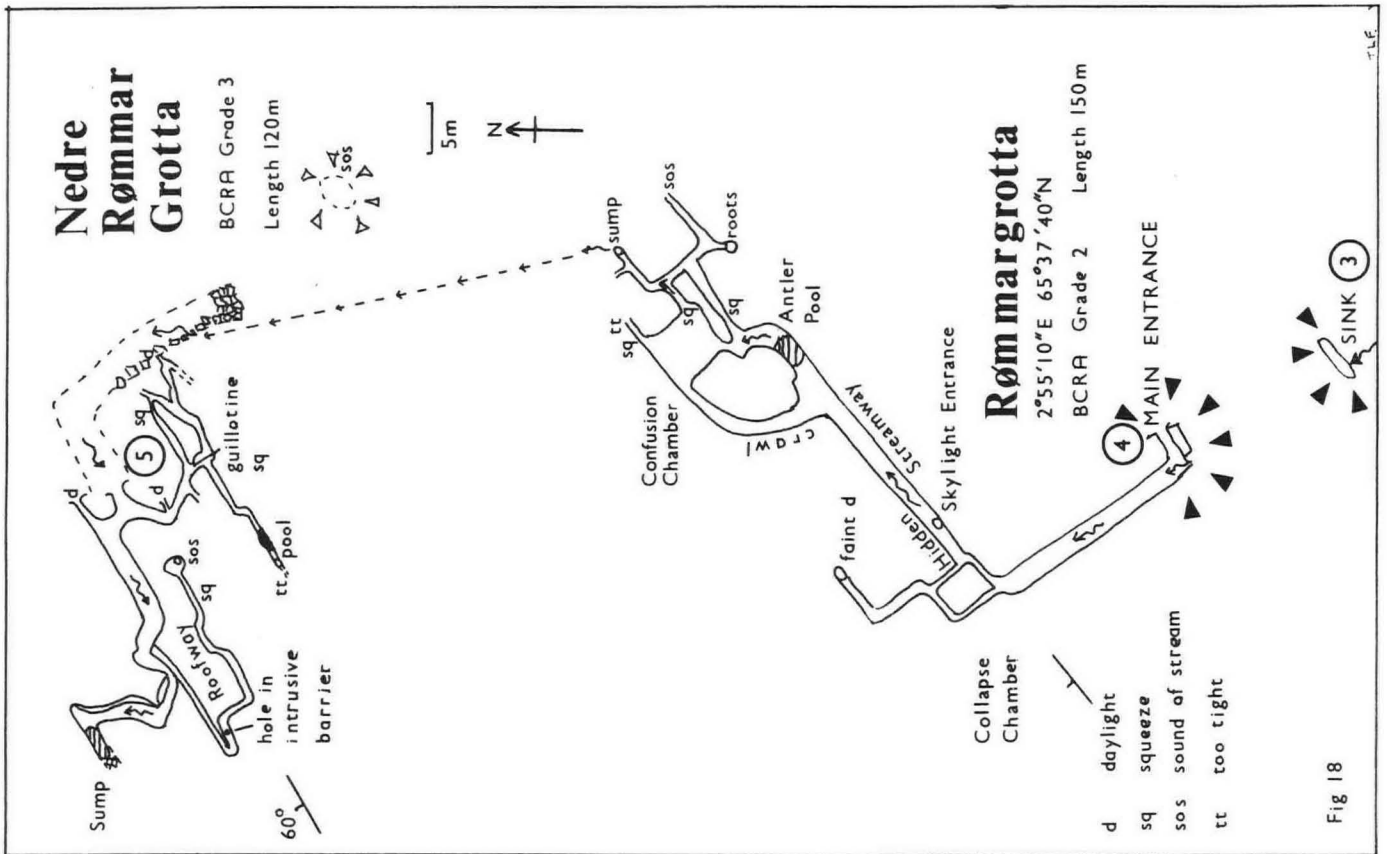 Nedre
Rømmar
Grotta
BCRA Grade 3
Length 120m
sos
5m
N
Sump
60°
hole in
intrusive
barrier
Roofway
sos
sq
tt
pool
d
d
5
sq
guillotine
sq
sump
sos
roots
sq
sq
sq tt
Antler
Pool
Confusion
Chamber
crawl
Hidden
Streamway
Skylight Entrance
faint d
Collapse
Chamber
Rømmargrotta
2°55'10"E 65°37'40"N
BCRA Grade 2 Length 150m
4
MAIN ENTRANCE
SINK
3
d daylight
sq squeeze
sos sound of stream
tt too tight
Fig 18
T.L.F.